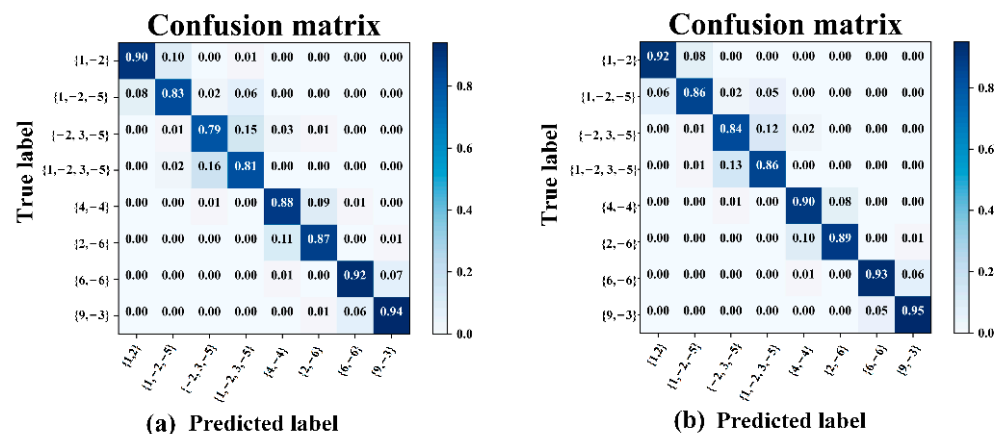 Confusion matrix
True label
{1,−2} 0.90 0.10 0.00 0.01 0.00 0.00 0.00 0.00
{1,−2,−5} 0.08 0.83 0.02 0.06 0.00 0.00 0.00 0.00
{−2,3,−5} 0.00 0.01 0.79 0.15 0.03 0.01 0.00 0.00
{1,−2,3,−5} 0.00 0.02 0.16 0.81 0.00 0.00 0.00 0.00
{4,−4} 0.00 0.00 0.01 0.00 0.88 0.09 0.01 0.00
{2,−6} 0.00 0.00 0.00 0.00 0.11 0.87 0.00 0.01
{6,−6} 0.00 0.00 0.00 0.00 0.01 0.00 0.92 0.07
{9,−3} 0.00 0.00 0.00 0.00 0.00 0.01 0.06 0.94
{1,2} {1,−2,−5} {−2,3,−5} {1,−2,3,−5} {4,−4} {2,−6} {6,−6} {9,−3}
0.8
0.6
0.4
0.2
0.0
(a) Predicted label
Confusion matrix
True label
{1,−2} 0.92 0.08 0.00 0.00 0.00 0.00 0.00 0.00
{1,−2,−5} 0.06 0.86 0.02 0.05 0.00 0.00 0.00 0.00
{−2,3,−5} 0.00 0.01 0.84 0.12 0.02 0.00 0.00 0.00
{1,−2,3,−5} 0.00 0.01 0.13 0.86 0.00 0.00 0.00 0.00
{4,−4} 0.00 0.00 0.01 0.00 0.90 0.08 0.00 0.00
{2,−6} 0.00 0.00 0.00 0.00 0.10 0.89 0.00 0.01
{6,−6} 0.00 0.00 0.00 0.00 0.01 0.00 0.93 0.06
{9,−3} 0.00 0.00 0.00 0.00 0.00 0.00 0.05 0.95
{1,2} {1,−2,−5} {−2,3,−5} {1,−2,3,−5} {4,−4} {2,−6} {6,−6} {9,−3}
0.8
0.6
0.4
0.2
0.0
(b) Predicted label